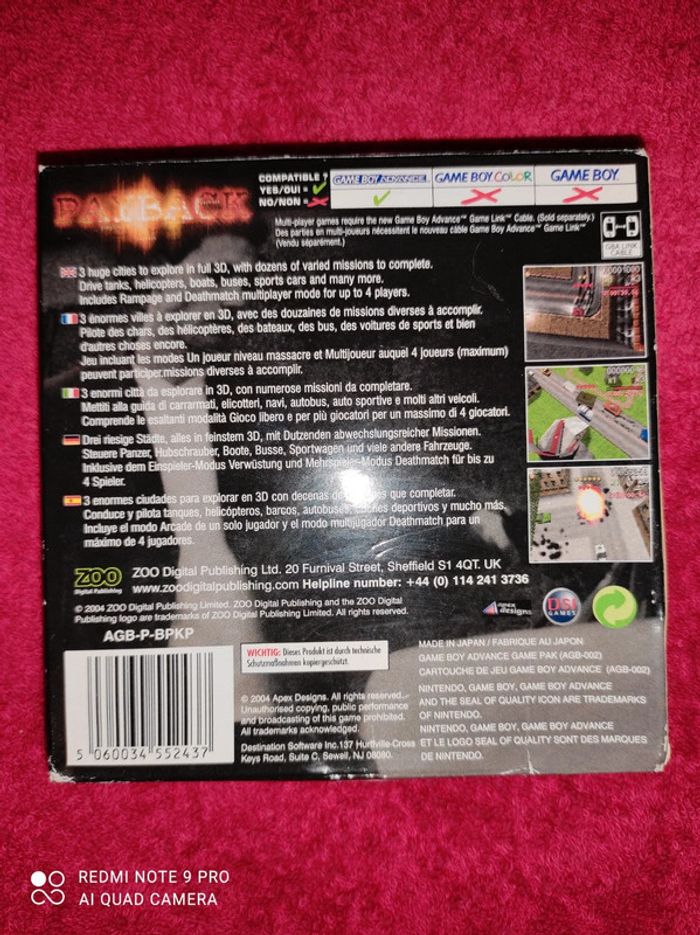 PAYBACK
COMPATIBLE ?
YES/OUI =
NO/NON =
GAME BOY ADVANCE
GAME BOY COLOR
GAME BOY
Multi-player games require the new Game Boy Advance™ Game Link™ Cable. (Sold separately.)
Des parties en multi-joueurs nécessitent le nouveau câble Game Boy Advance™ Game Link™
(Vendu séparément.)
GBA LINK
CABLE
3 huge cities to explore in full 3D, with dozens of varied missions to complete.
Drive tanks, helicopters, boats, buses, sports cars and many more.
Includes Rampage and Deathmatch multiplayer mode for up to 4 players.
3 énormes villes à explorer en 3D, avec des douzaines de missions diverses à accomplir.
Pilote des chars, des hélicoptères, des bateaux, des bus, des voitures de sports et bien
d'autres choses encore.
Jeu incluant les modes Un joueur niveau massacre et Multijoueur auquel 4 joueurs (maximum)
peuvent participer.missions diverses à accomplir.
3 enormi città da esplorare in 3D, con numerose missioni da completare.
Mettiti alla guida di carrarmati, elicotteri, navi, autobus, auto sportive e molti altri veicoli.
Comprende le esaltanti modalità Gioco libero e per più giocatori per un massimo di 4 giocatori.
Drei riesige Städte, alles in feinstem 3D, mit Dutzenden abwechslungsreicher Missionen.
Steuere Panzer, Hubschrauber, Boote, Busse, Sportwagen und viele andere Fahrzeuge.
Inklusive dem Einspieler-Modus Verwüstung und Mehrspieler-Modus Deathmatch für bis zu
4 Spieler.
3 enormes ciudades para explorar en 3D con decenas que completar.
Conduce y pilota tanques, helicópteros, barcos, autobuses, deportivos y mucho más.
Incluye el modo Arcade de un solo jugador y el modo multijugador Deathmatch para un
máximo de 4 jugadores.
ZOO
Digital Publishing
ZOO Digital Publishing Ltd. 20 Furnival Street, Sheffield S1 4QT. UK
www.zoodigitalpublishing.com Helpline number: +44 (0) 114 241 3736
© 2004 ZOO Digital Publishing Limited. ZOO Digital Publishing and the ZOO Digital
Publishing logo are trademarks of ZOO Digital Publishing Limited. All rights reserved.
apex
designs
DSI
GAMES
AGB-P-BPKP
5 060034 552437
WICHTIG: Dieses Produkt ist durch technische
Schutzmaßnahmen kopiergeschützt.
© 2004 Apex Designs. All rights reserved.
Unauthorised copying, public performance
and broadcasting of this game prohibited.
All trademarks acknowledged.
Destination Software Inc.137 Hurffville-Cross
Keys Road, Suite C, Sewell, NJ 08080.
MADE IN JAPAN / FABRIQUE AU JAPON
GAME BOY ADVANCE GAME PAK (AGB-002)
CARTOUCHE DE JEU GAME BOY ADVANCE (AGB-002)
NINTENDO, GAME BOY, GAME BOY ADVANCE
AND THE SEAL OF QUALITY ICON ARE TRADEMARKS
OF NINTENDO.
NINTENDO, GAME BOY, GAME BOY ADVANCE
ET LE LOGO SEAL OF QUALITY SONT DES MARQUES
DE NINTENDO.
REDMI NOTE 9 PRO
AI QUAD CAMERA